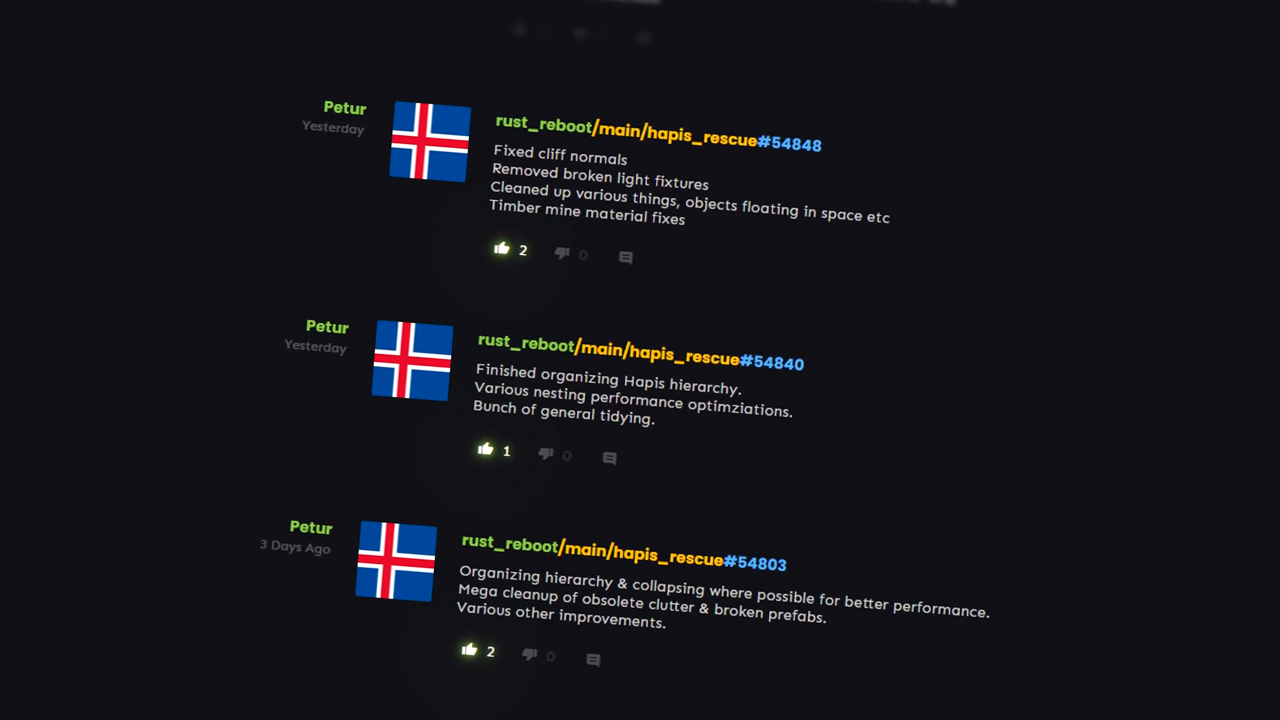 Petur
Yesterday
rust_reboot/main/hapis_rescue#54848
Fixed cliff normals
Removed broken light fixtures
Cleaned up various things, objects floating in space etc
Timber mine material fixes
2
0
Petur
Yesterday
rust_reboot/main/hapis_rescue#54840
Finished organizing Hapis hierarchy.
Various nesting performance optimziations.
Bunch of general tidying.
1
0
Petur
3 Days Ago
rust_reboot/main/hapis_rescue#54803
Organizing hierarchy & collapsing where possible for better performance.
Mega cleanup of obsolete clutter & broken prefabs.
Various other improvements.
2
0